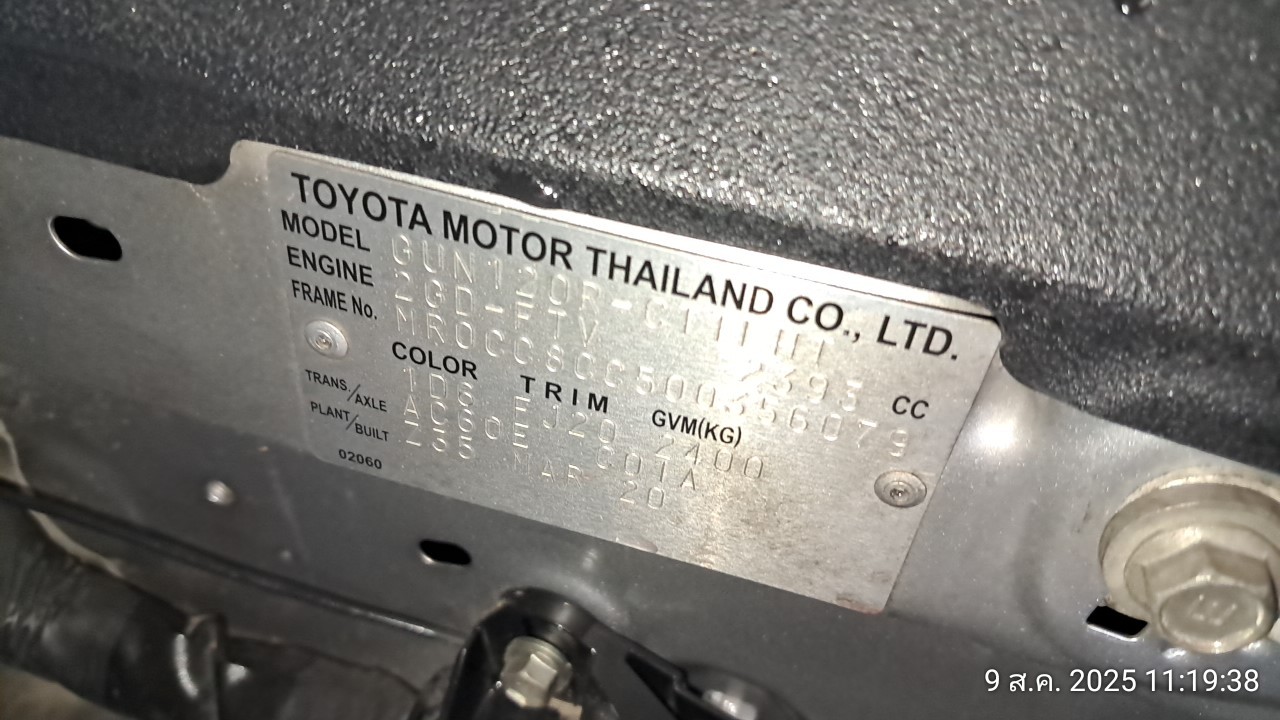 TOYOTA MOTOR THAILAND CO., LTD.
MODEL GUN120R-
ENGINE 2GD-FTV 2393 CC
FRAME No. MR0CC8CC500356079
COLOR TRIM GVM(KG)
1D6 EJ20 2400
TRANS./AXLE AC60E C01A
PLANT/BUILT -35 MAR 20
02060
9 ส.ค. 2025 11:19:38